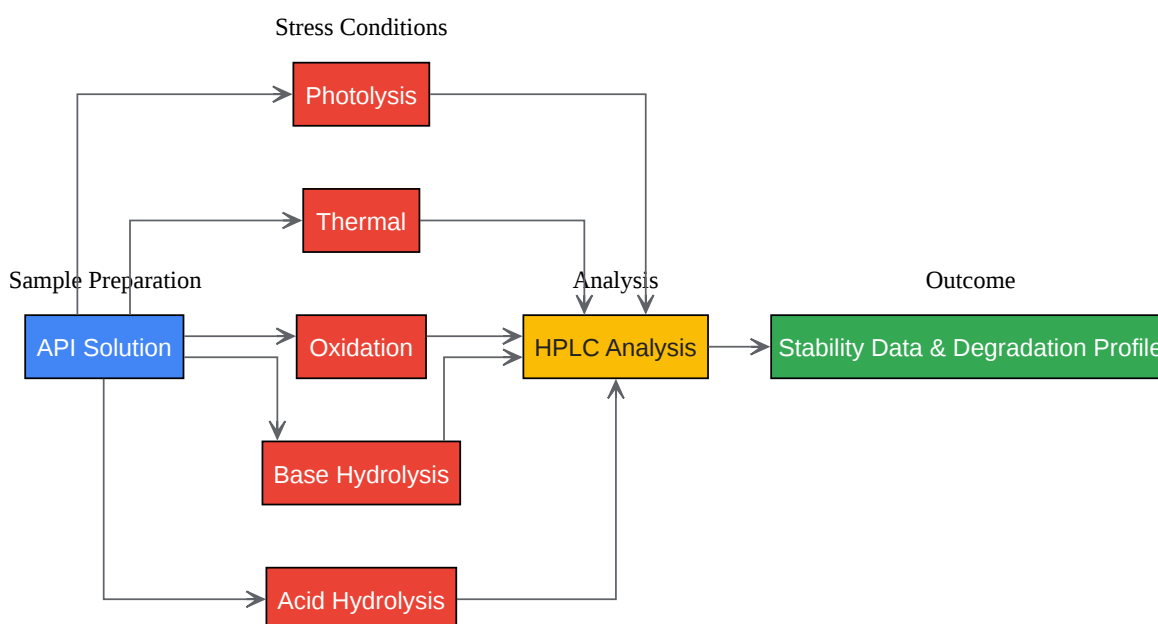 Stress Conditions
Photolysis
Thermal
Sample Preparation
Analysis
Outcome
API Solution
Oxidation
HPLC Analysis
Stability Data & Degradation Profile
Base Hydrolysis
Acid Hydrolysis